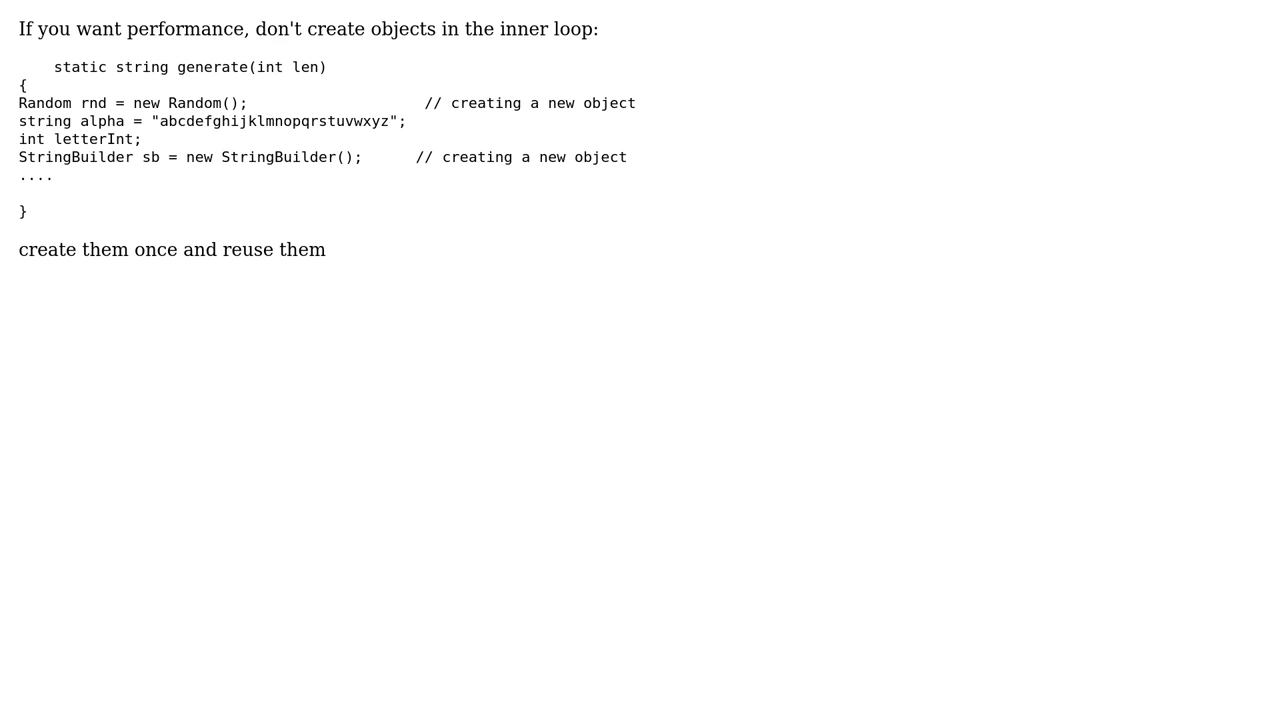 If you want performance, don't create objects in the inner loop:
    static string generate(int len)
{
Random rnd = new Random();                    // creating a new object
string alpha = "abcdefghijklmnopqrstuvwxyz";
int letterInt;
StringBuilder sb = new StringBuilder();      // creating a new object
....
}
create them once and reuse them